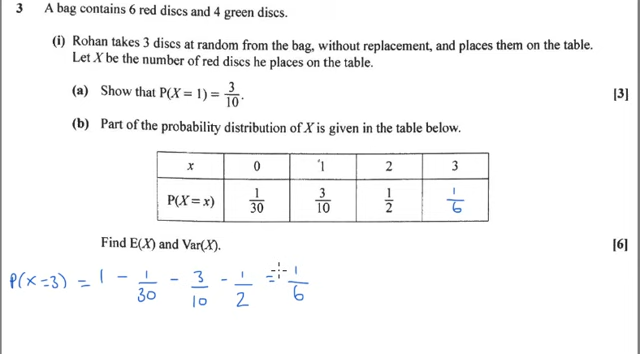 3 A bag contains 6 red discs and 4 green discs.
(i) Rohan takes 3 discs at random from the bag, without replacement, and places them on the table.
Let X be the number of red discs he places on the table.
(a) Show that P(X = 1) = 3/10. [3]
(b) Part of the probability distribution of X is given in the table below.
x 0 1 2 3
P(X = x) 1/30 3/10 1/2 1/6
Find E(X) and Var(X). [6]
P(x=3) = 1 - 1/30 - 3/10 - 1/2 = 1/6